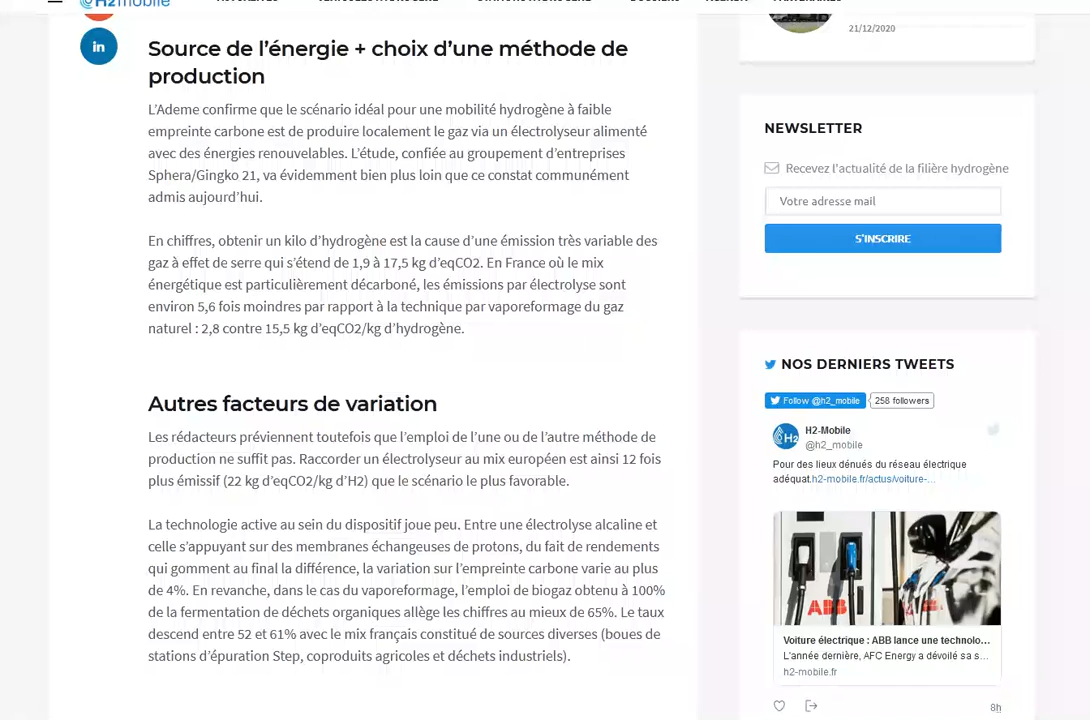 H2mobile
in
Source de l’énergie + choix d’une méthode de
production
L’Ademe confirme que le scénario idéal pour une mobilité hydrogène à faible
empreinte carbone est de produire localement le gaz via un électrolyseur alimenté
avec des énergies renouvelables. L’étude, confiée au groupement d’entreprises
Sphera/Gingko 21, va évidemment bien plus loin que ce constat communément
admis aujourd’hui.
En chiffres, obtenir un kilo d’hydrogène est la cause d’une émission très variable des
gaz à effet de serre qui s’étend de 1,9 à 17,5 kg d’eqCO2. En France où le mix
énergétique est particulièrement décarboné, les émissions par électrolyse sont
environ 5,6 fois moindres par rapport à la technique par vaporeformage du gaz
naturel : 2,8 contre 15,5 kg d’eqCO2/kg d’hydrogène.
Autres facteurs de variation
Les rédacteurs préviennent toutefois que l’emploi de l’une ou de l’autre méthode de
production ne suffit pas. Raccorder un électrolyseur au mix européen est ainsi 12 fois
plus émissif (22 kg d’eqCO2/kg d’H2) que le scénario le plus favorable.
La technologie active au sein du dispositif joue peu. Entre une électrolyse alcaline et
celle s’appuyant sur des membranes échangeuses de protons, du fait de rendements
qui gomment au final la différence, la variation sur l’empreinte carbone varie au plus
de 4%. En revanche, dans le cas du vaporeformage, l’emploi de biogaz obtenu à 100%
de la fermentation de déchets organiques allège les chiffres au mieux de 65%. Le taux
descend entre 52 et 61% avec le mix français constitué de sources diverses (boues de
stations d’épuration Step, coproduits agricoles et déchets industriels).
21/12/2020
NEWSLETTER
Recevez l'actualité de la filière hydrogène
Votre adresse mail
S'INSCRIRE
NOS DERNIERS TWEETS
Follow @h2_mobile
258 followers
H2
H2-Mobile
@h2_mobile
Pour des lieux dénués du réseau électrique
adéquat.h2-mobile.fr/actus/voiture-…
ABB
Voiture électrique : ABB lance une technolo...
L'année dernière, AFC Energy a dévoilé sa s...
h2-mobile.fr
8h